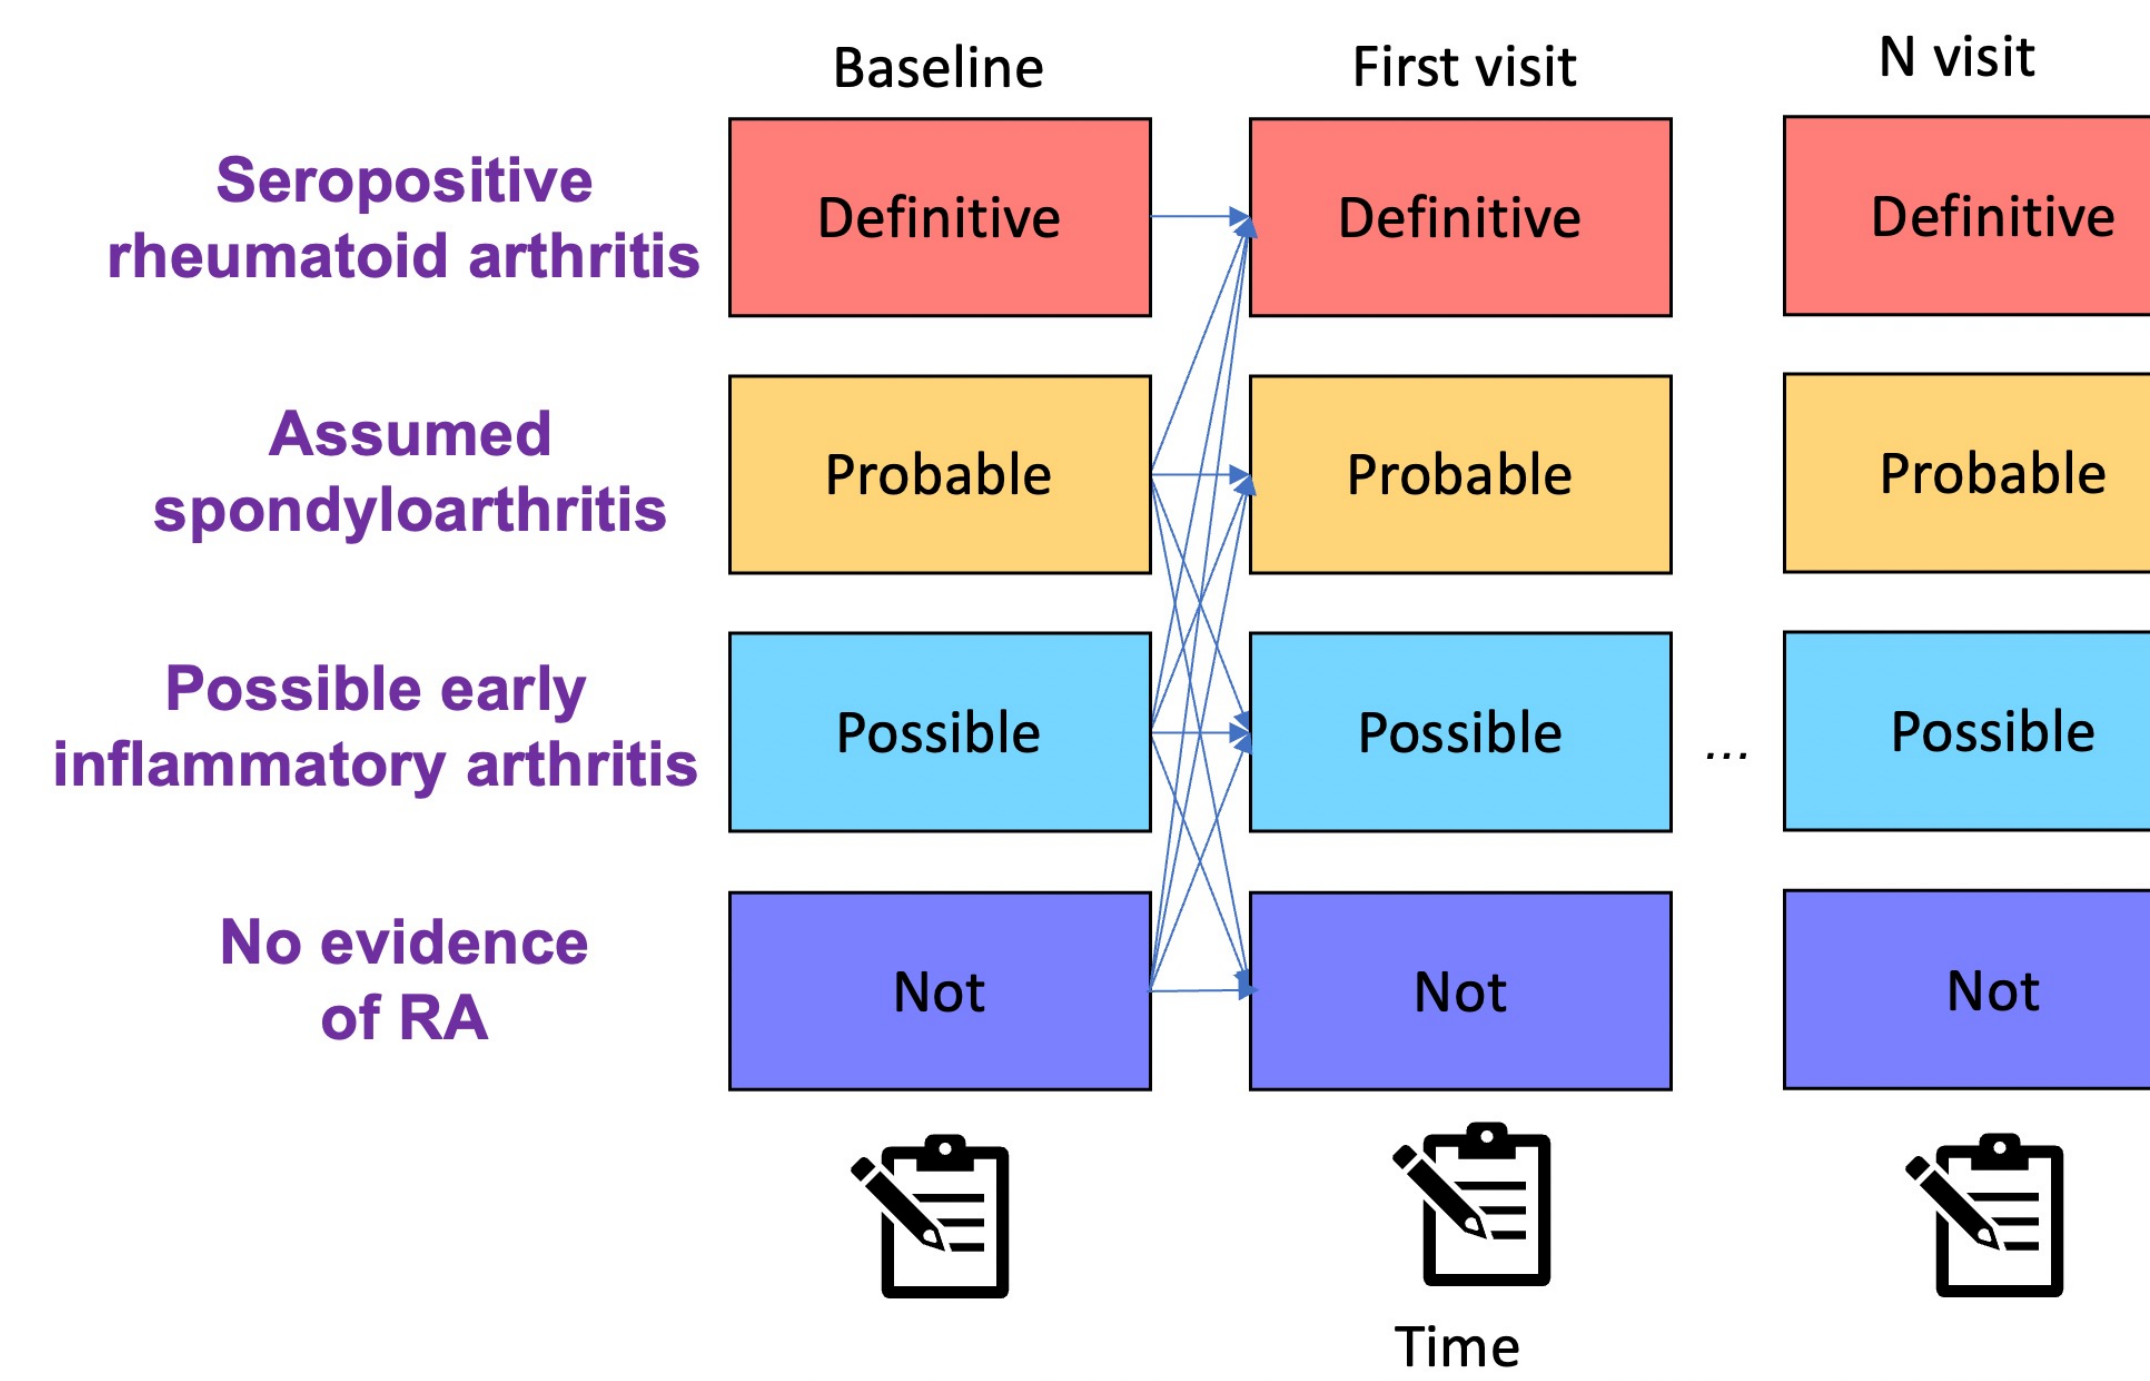 Baseline
First visit
N visit
Seropositive
rheumatoid arthritis
Definitive
Definitive
Definitive
Assumed
spondyloarthritis
Probable
Probable
Probable
Possible early
inflammatory arthritis
Possible
Possible
...
Possible
No evidence
of RA
Not
Not
Not
Time